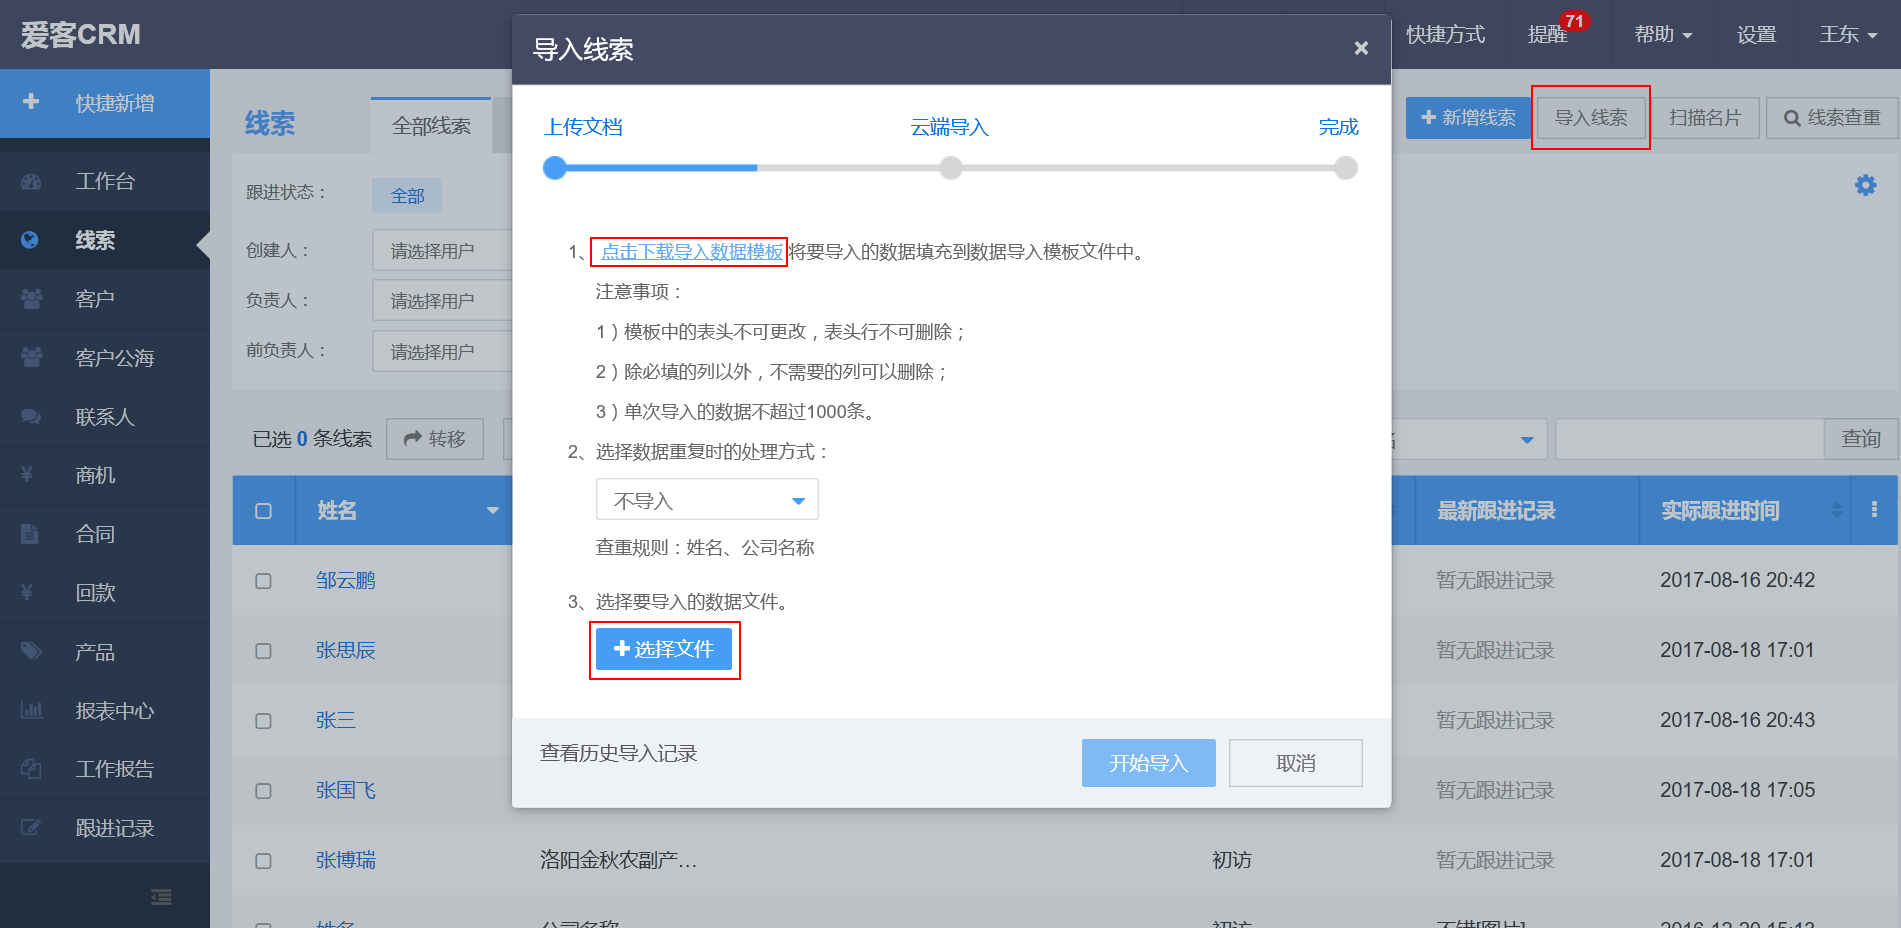 爱客CRM
快捷方式
提醒
71
帮助
设置
王东
快捷新增
工作台
线索
客户
客户公海
联系人
商机
合同
回款
产品
报表中心
工作报告
跟进记录
线索
全部线索
新增线索
导入线索
扫描名片
线索查重
跟进状态：
全部
创建人：
请选择用户
负责人：
请选择用户
前负责人：
请选择用户
已选 0 条线索
转移
查询
姓名
最新跟进记录
实际跟进时间
邹云鹏
暂无跟进记录
2017-08-16 20:42
张思辰
暂无跟进记录
2017-08-18 17:01
张三
暂无跟进记录
2017-08-16 20:43
张国飞
暂无跟进记录
2017-08-18 17:05
张博瑞
洛阳金秋农副产…
初访
暂无跟进记录
2017-08-18 17:01
姓名
公司名称
初访
不错[图片]
2016-12-20 15:13
导入线索
×
上传文档
云端导入
完成
1、点击下载导入数据模板将要导入的数据填充到数据导入模板文件中。
注意事项：
1）模板中的表头不可更改，表头行不可删除；
2）除必填的列以外，不需要的列可以删除；
3）单次导入的数据不超过1000条。
2、选择数据重复时的处理方式：
不导入
查重规则：姓名、公司名称
3、选择要导入的数据文件。
选择文件
查看历史导入记录
开始导入
取消